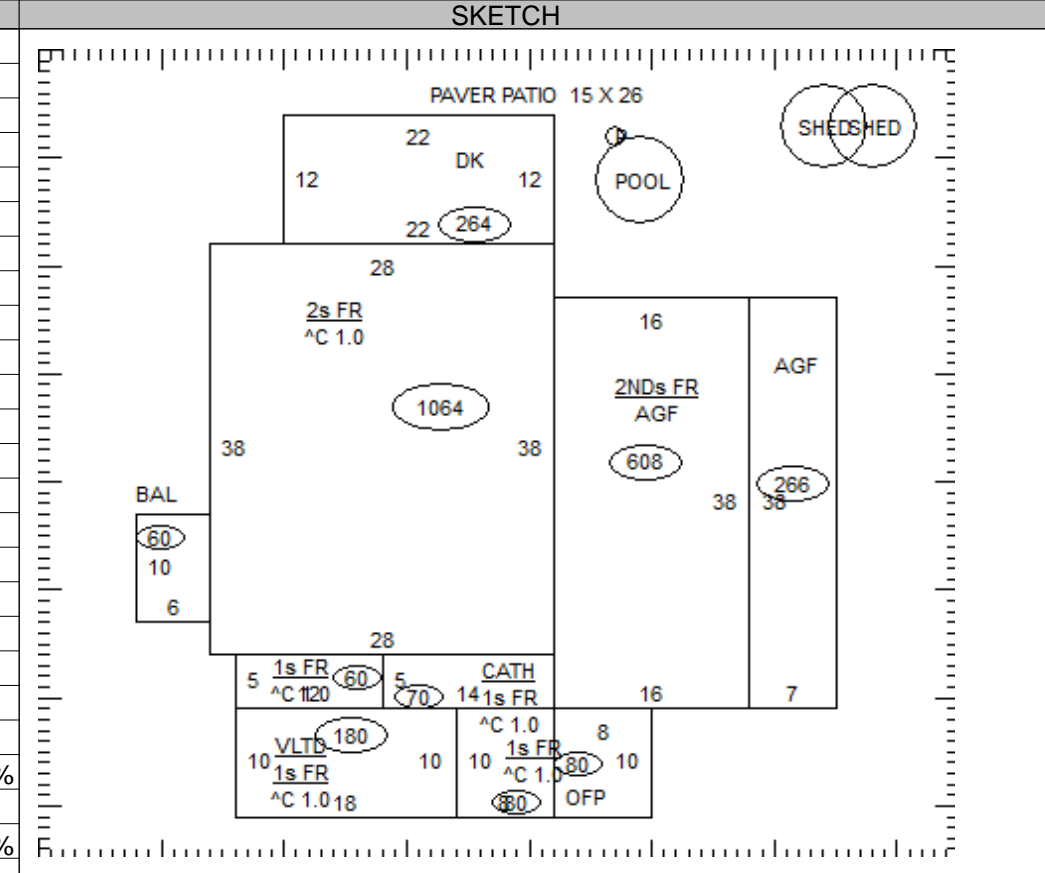 SKETCH
PAVER PATIO 15 X 26
SHED SHED
22
DK
12 12
POOL
22 264
28
2s FR
^C 1.0
16
AGF
2NDs FR
AGF
1064
608
38 38
266
38 38
BAL
60
10
6
28
5 1s FR 60 5 CATH
^C 70 14 1s FR
16 7
^C 1.0
180
8
VLTD
10 10 10 1s FR 80 10
1s FR
^C 1.0
^C 1.0 18
80 OFP
%
%